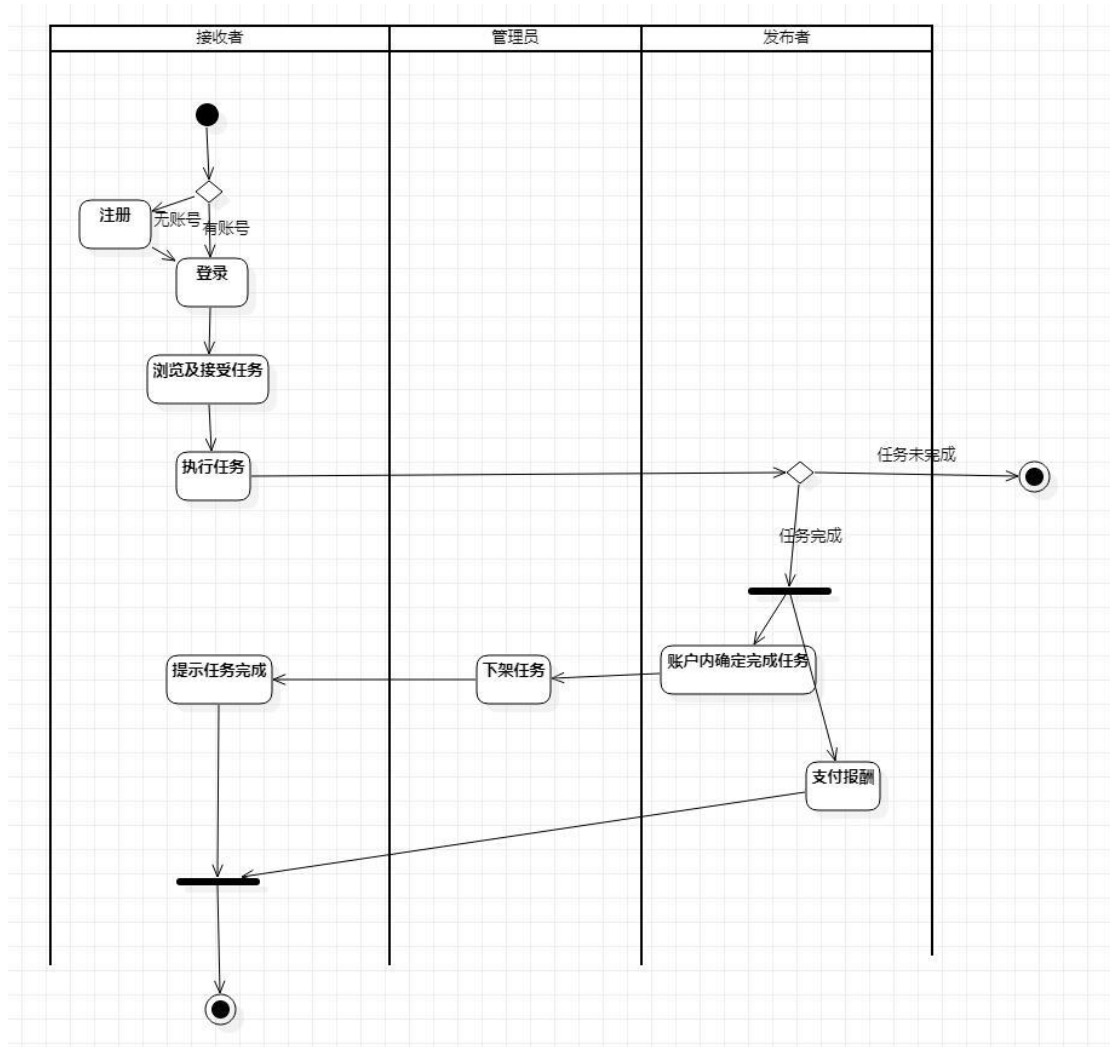 接收者
管理员
发布者
注册
无账号
有账号
登录
浏览及接受任务
执行任务
任务未完成
任务完成
提示任务完成
下架任务
账户内确定完成任务
支付报酬